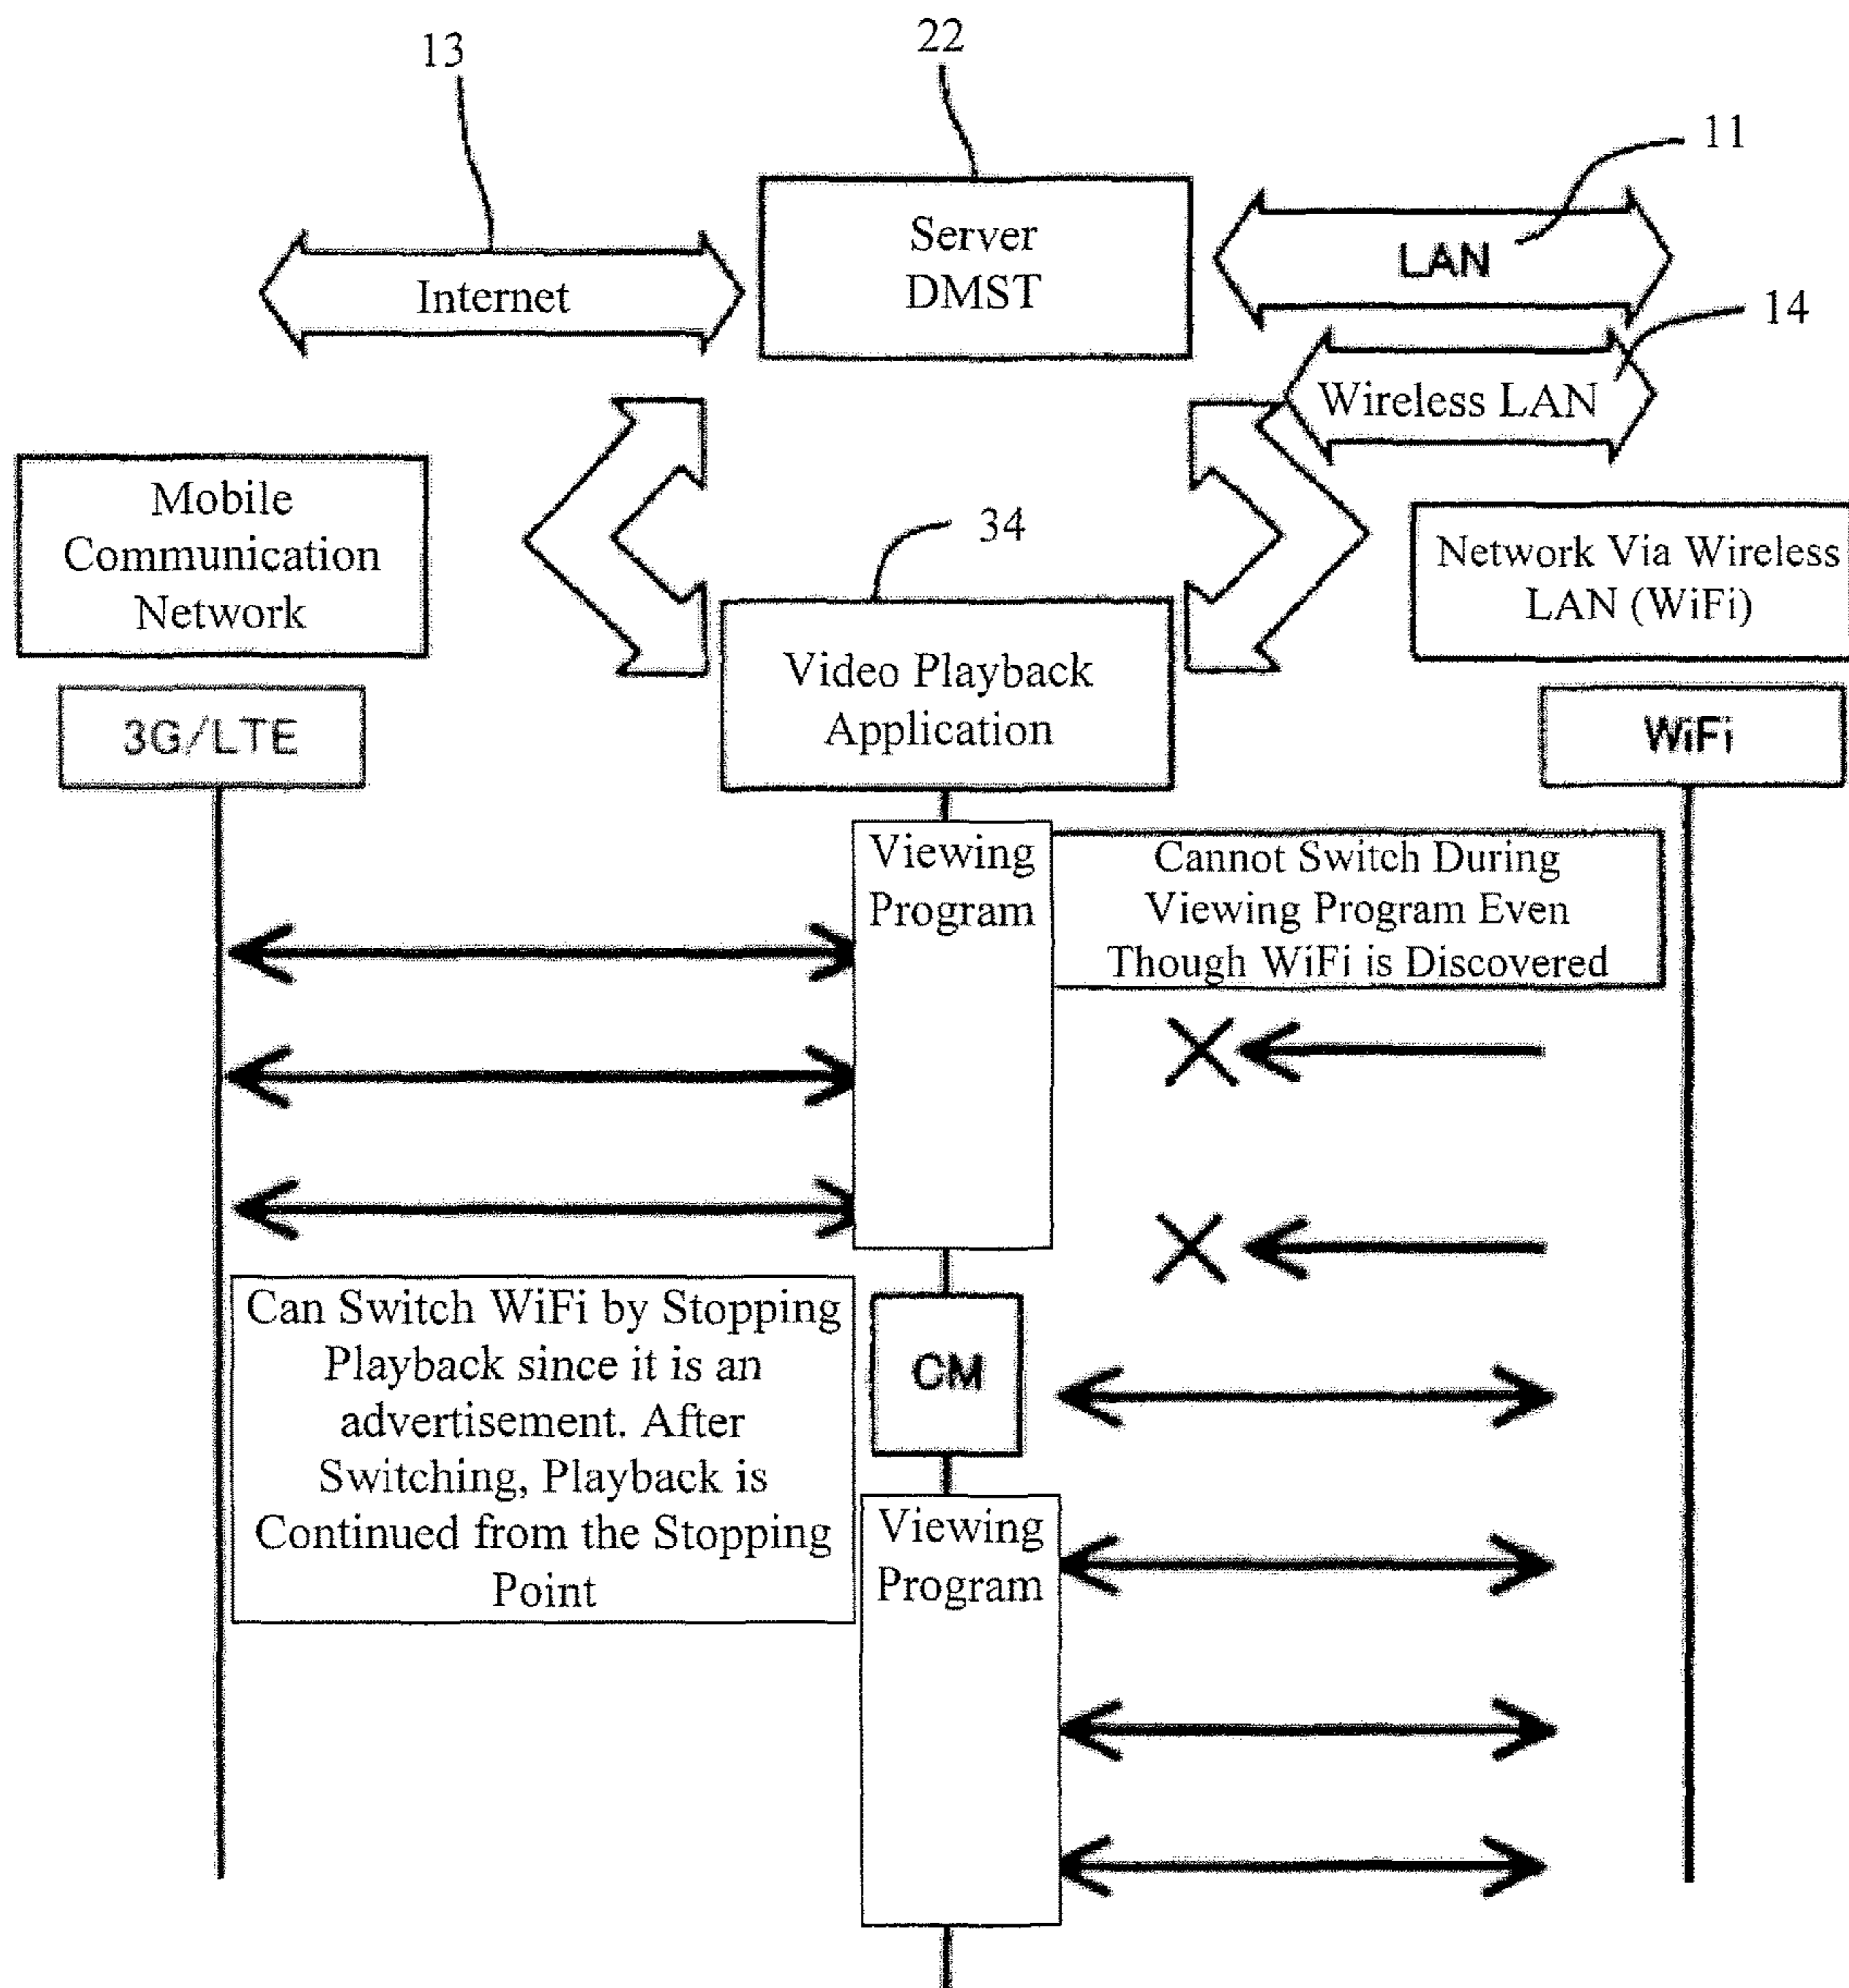 13
22
11
Server
DMST
LAN
Internet
14
Wireless LAN
Mobile
Communication
Network
34
Network Via Wireless
LAN (WiFi)
Video Playback
Application
3G/LTE
WiFi
Viewing
Program
Cannot Switch During
Viewing Program Even
Though WiFi is Discovered
Can Switch WiFi by Stopping
Playback since it is an
advertisement. After
Switching, Playback is
Continued from the Stopping
Point
CM
Viewing
Program